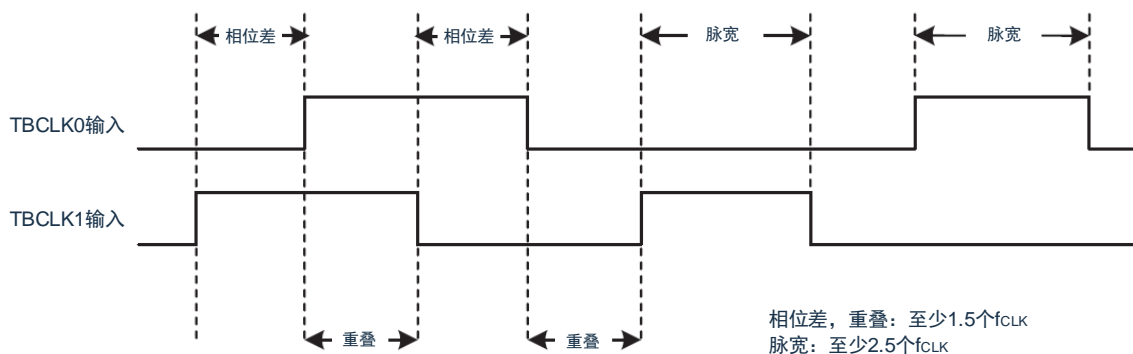 相位差
相位差
脉宽
脉宽
TBCLK0输入
TBCLK1输入
重叠
重叠
相位差，重叠：至少1.5个fCLK
脉宽：至少2.5个fCLK